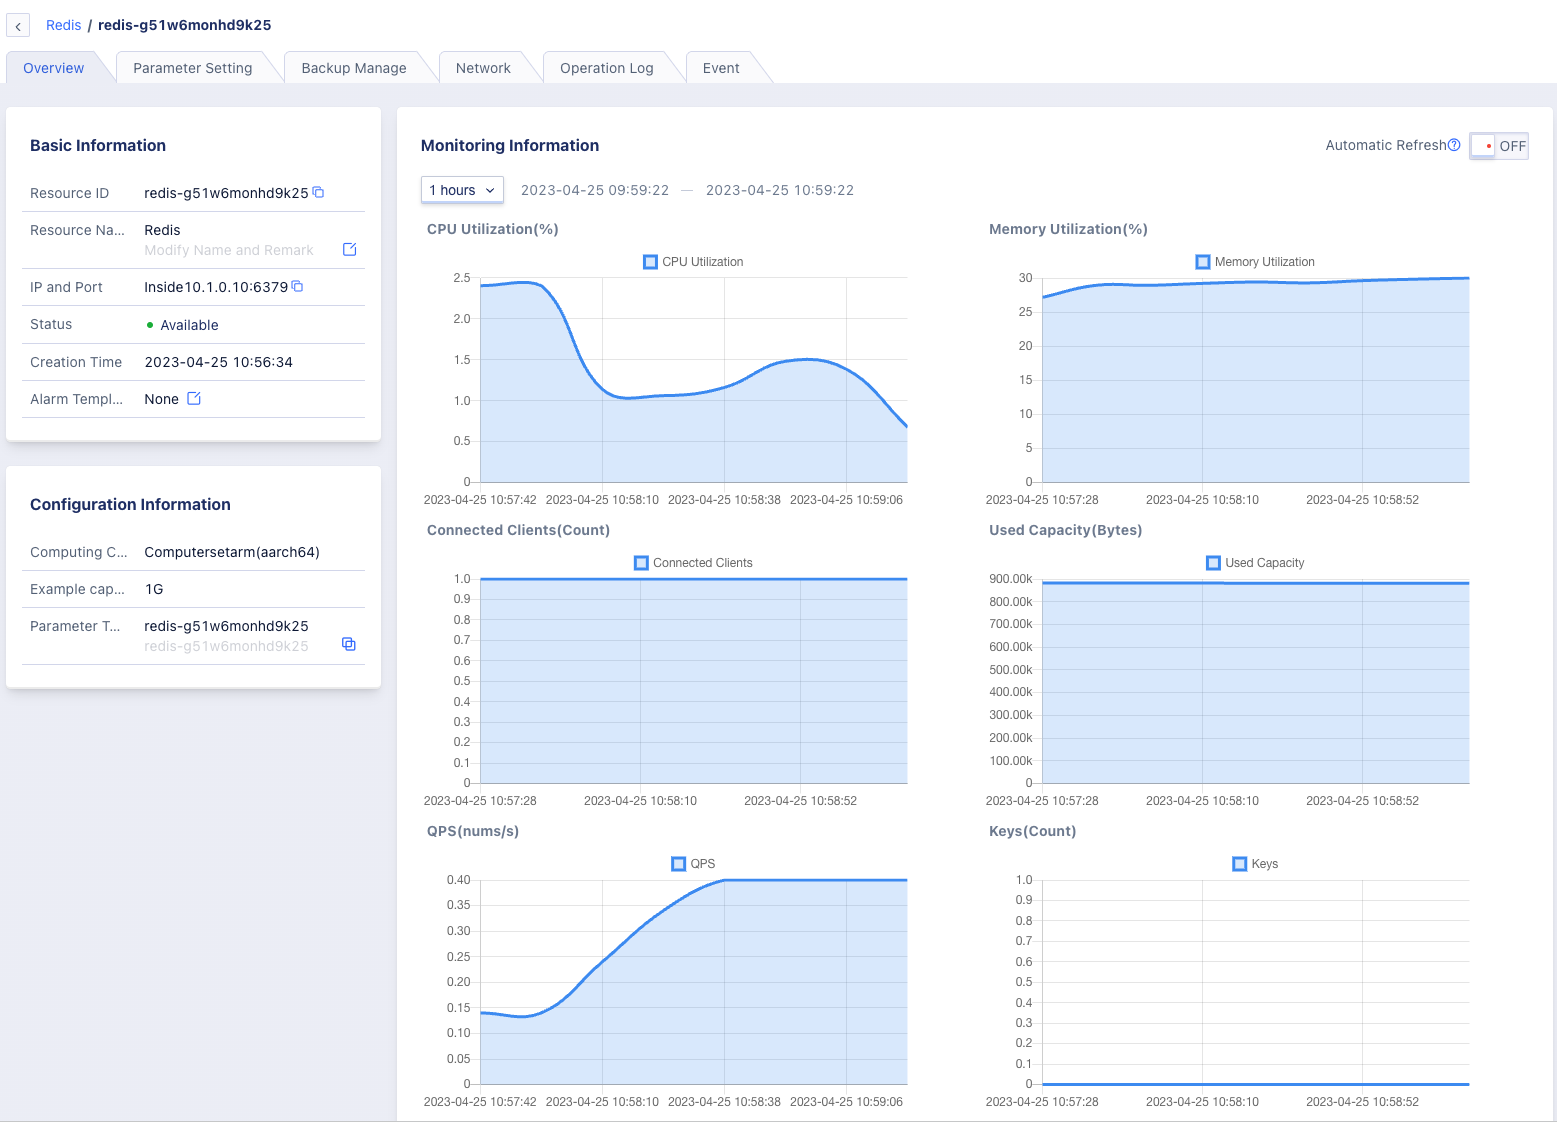 Redis / redis-g51w6monhd9k25
Overview
Parameter Setting
Backup Manage
Network
Operation Log
Event
Basic Information
Resource ID redis-g51w6monhd9k25
Resource Na... Redis
Modify Name and Remark
IP and Port Inside10.1.0.10:6379
Status Available
Creation Time 2023-04-25 10:56:34
Alarm Templ... None
Configuration Information
Computing C... Computersetarm(aarch64)
Example cap... 1G
Parameter T... redis-g51w6monhd9k25
redis-g51w6monhd9k25
Monitoring Information
Automatic Refresh OFF
1 hours 2023-04-25 09:59:22 — 2023-04-25 10:59:22
CPU Utilization(%)
CPU Utilization
2.5
2.0
1.5
1.0
0.5
0
2023-04-25 10:57:42 2023-04-25 10:58:10 2023-04-25 10:58:38 2023-04-25 10:59:06
Memory Utilization(%)
Memory Utilization
30
25
20
15
10
5
0
2023-04-25 10:57:28 2023-04-25 10:58:10 2023-04-25 10:58:52
Connected Clients(Count)
Connected Clients
1.0
0.9
0.8
0.7
0.6
0.5
0.4
0.3
0.2
0.1
0
2023-04-25 10:57:28 2023-04-25 10:58:10 2023-04-25 10:58:52
Used Capacity(Bytes)
Used Capacity
900.00k
800.00k
700.00k
600.00k
500.00k
400.00k
300.00k
200.00k
100.00k
0
2023-04-25 10:57:28 2023-04-25 10:58:10 2023-04-25 10:58:52
QPS(nums/s)
QPS
0.40
0.35
0.30
0.25
0.20
0.15
0.10
0.05
0
2023-04-25 10:57:42 2023-04-25 10:58:10 2023-04-25 10:58:38 2023-04-25 10:59:06
Keys(Count)
Keys
1.0
0.9
0.8
0.7
0.6
0.5
0.4
0.3
0.2
0.1
0
2023-04-25 10:57:28 2023-04-25 10:58:10 2023-04-25 10:58:52